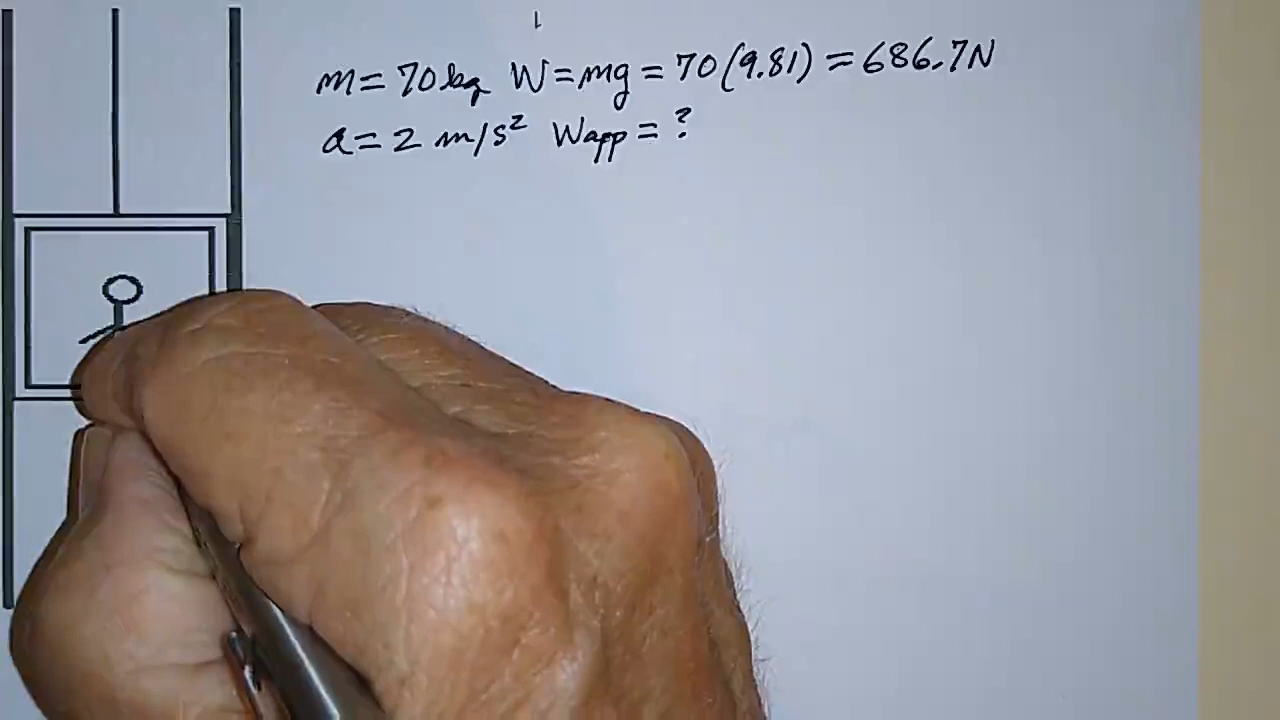 m = 70 kg W = mg = 70(9.81) = 686.7N
a = 2 m/s² Wapp = ?